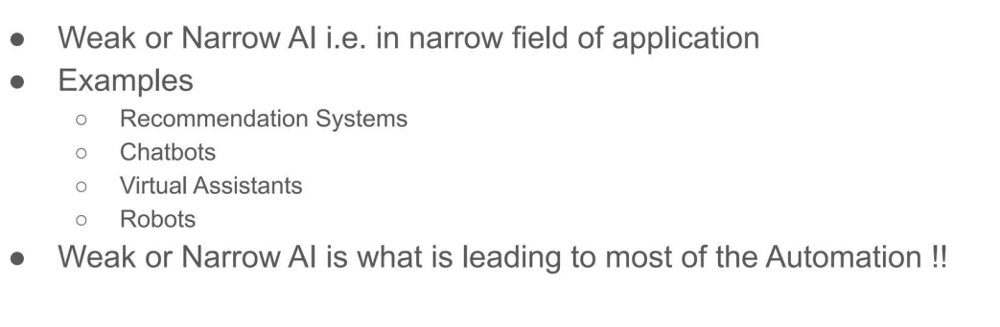 ● Weak or Narrow AI i.e. in narrow field of application
● Examples
○ Recommendation Systems
○ Chatbots
○ Virtual Assistants
○ Robots
● Weak or Narrow AI is what is leading to most of the Automation !!